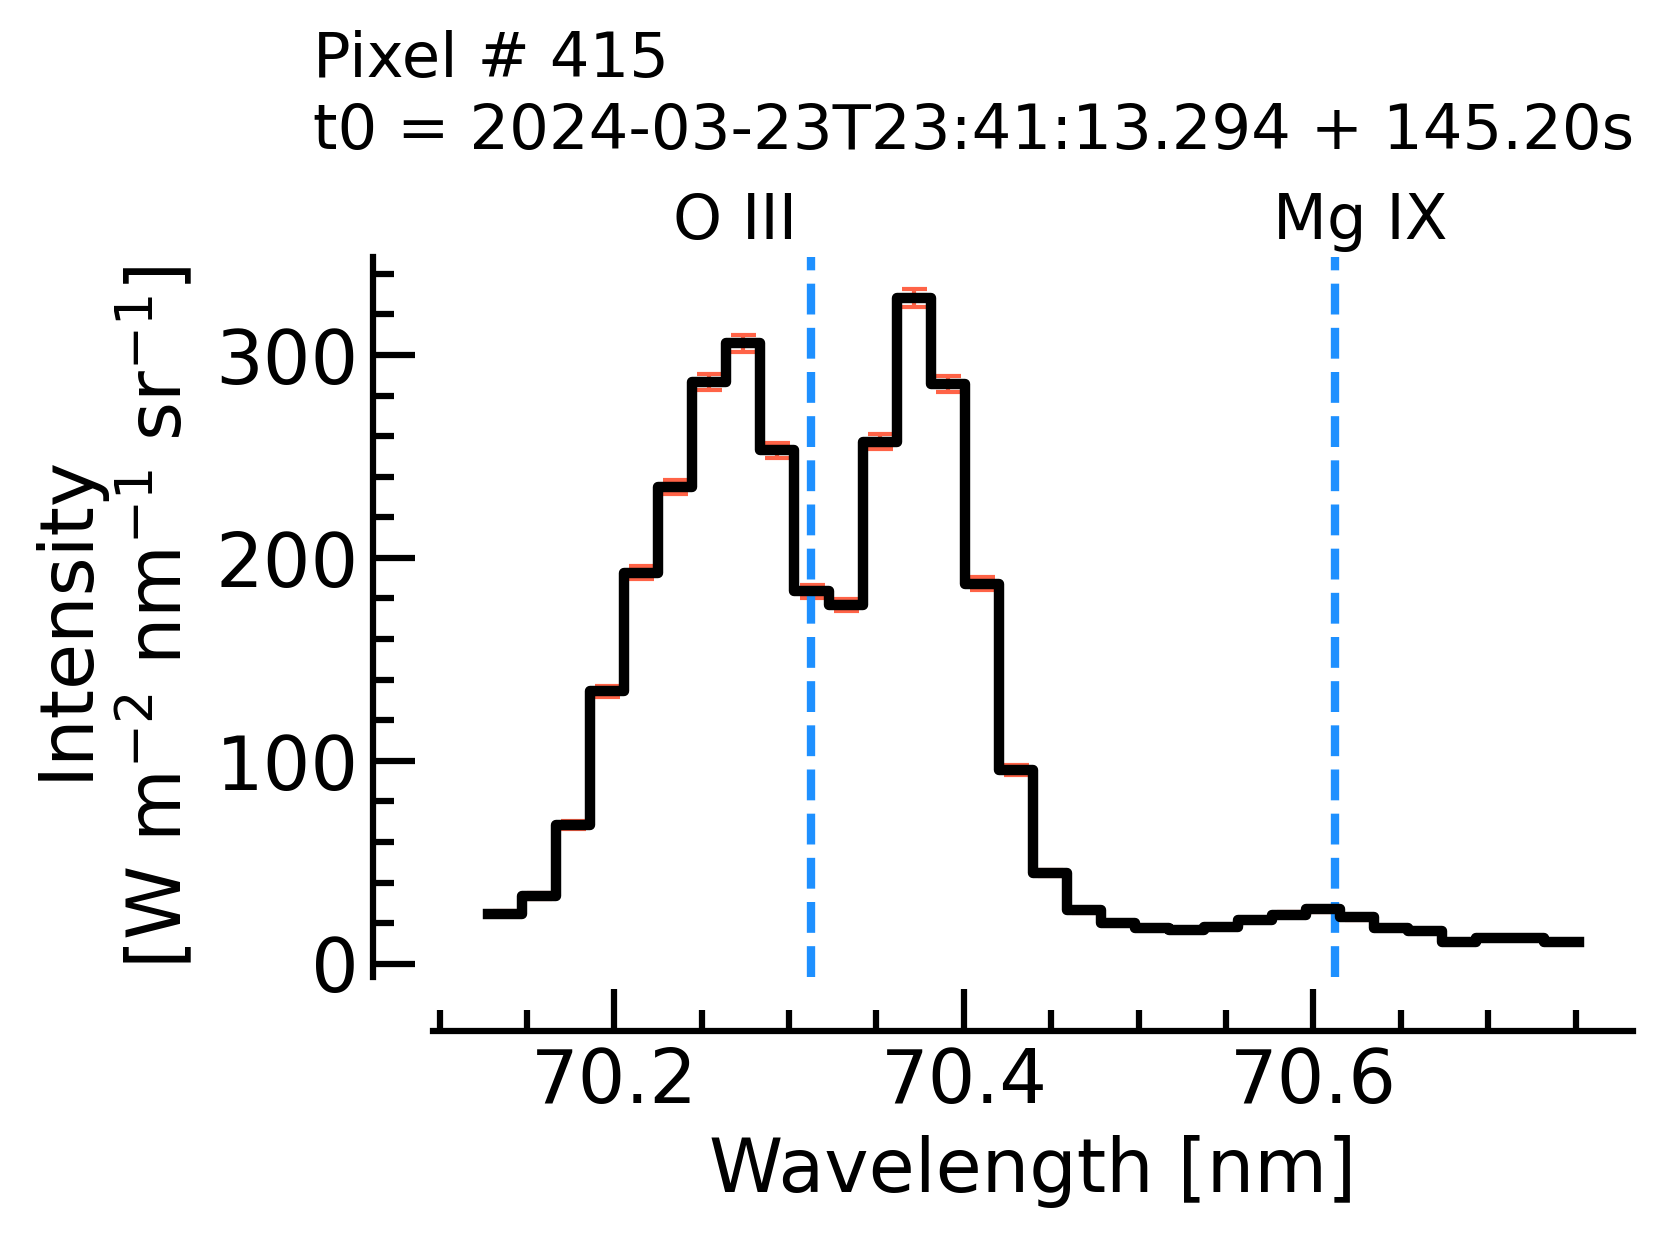 Pixel # 415
t0 = 2024-03-23T23:41:13.294 + 145.20s
O III
Mg IX
Intensity
[W m⁻² nm⁻¹ sr⁻¹]
300
200
100
0
70.2
70.4
70.6
Wavelength [nm]